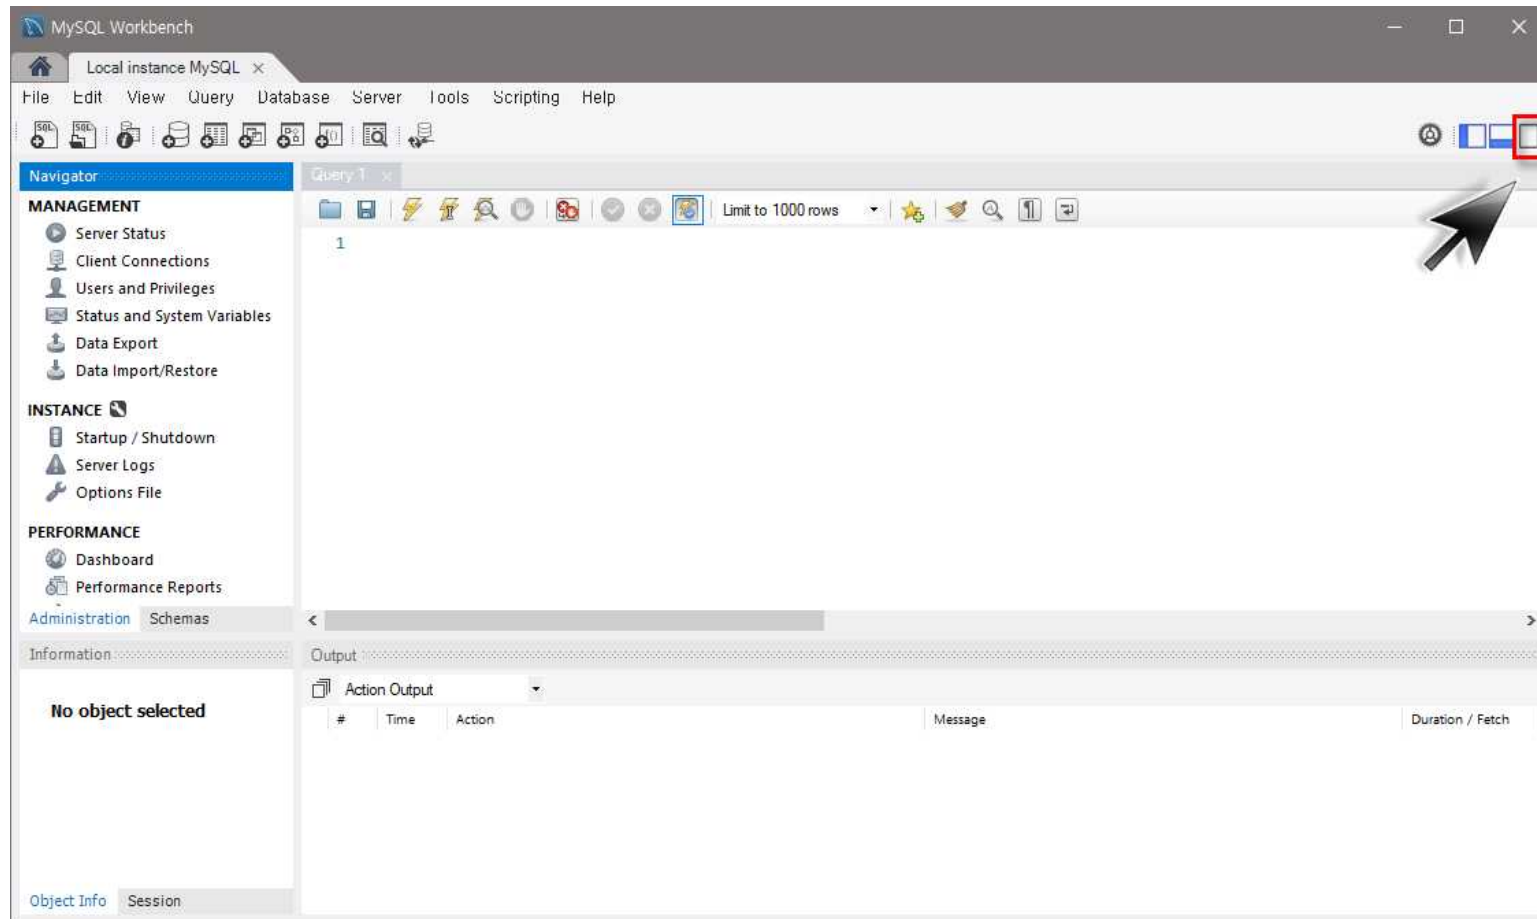 MySQL Workbench
Local instance MySQL
File Edit View Query Database Server Tools Scripting Help
SQL SQL
Navigator
Query 1
MANAGEMENT
Limit to 1000 rows
Server Status
1
Client Connections
Users and Privileges
Status and System Variables
Data Export
Data Import/Restore
INSTANCE
Startup / Shutdown
Server Logs
Options File
PERFORMANCE
Dashboard
Performance Reports
Administration Schemas
Information
Output
Action Output
No object selected
# Time Action Message Duration / Fetch
Object Info Session